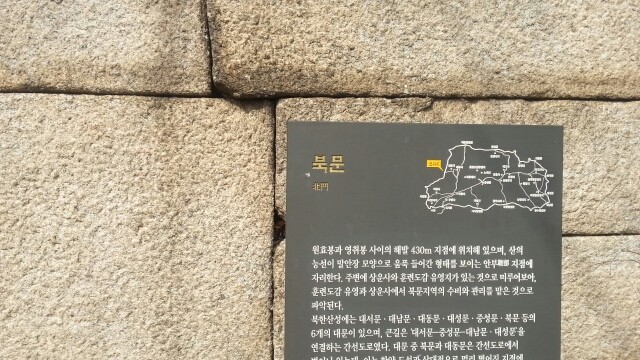 북문
北門
원효봉과 영취봉 사이의 해발 430m 지점에 위치해 있으며, 산의
능선이 말안장 모양으로 움푹 들어간 형태를 보이는 안부鞍部 지점에
자리한다. 주변에 상운사와 훈련도감 유영지가 있는 것으로 미루어보아,
훈련도감 유영과 상운사에서 북문지역의 수비와 관리를 맡은 것으로
파악된다.
북한산성에는 대서문 · 대남문 · 대동문 · 대성문 · 중성문 · 북문 등의
6개의 대문이 있으며, 큰길은 '대서문–중성문–대남문 · 대성문'을
연결하는 간선도로였다. 대문 중 북문과 대동문은 간선도로에서